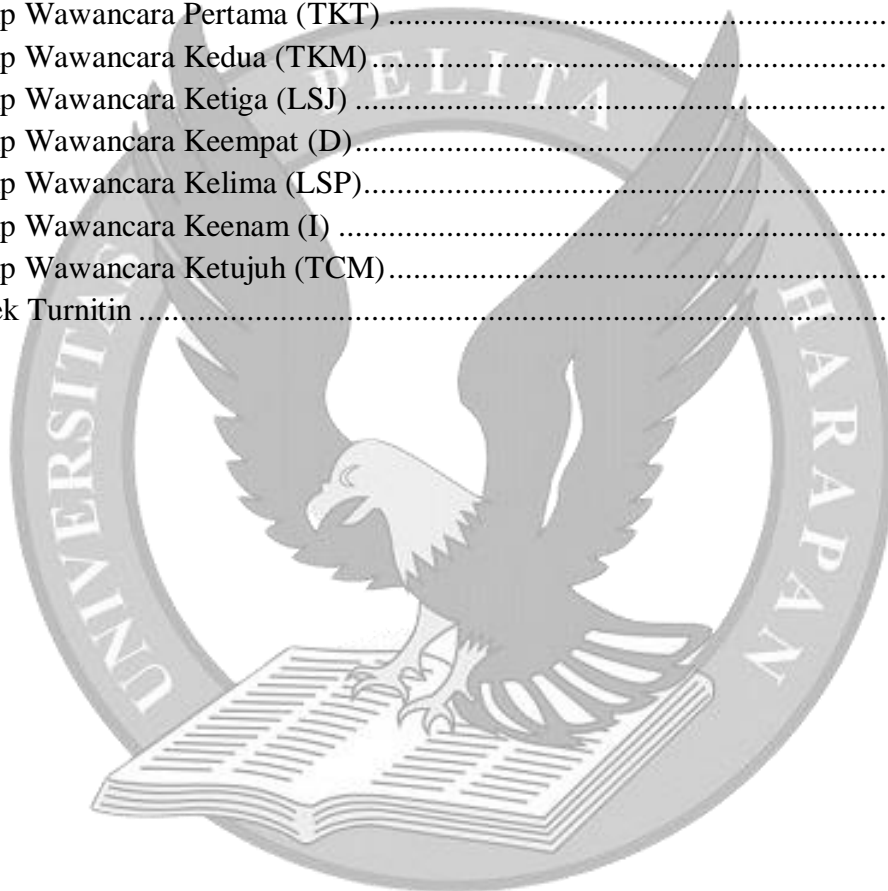 p Wawancara Pertama (TKT) ................................................................
p Wawancara Kedua (TKM) ................................................................
p Wawancara Ketiga (LSJ) ................................................................
p Wawancara Keempat (D) ................................................................
p Wawancara Kelima (LSP) ................................................................
p Wawancara Keenam (I) ................................................................
p Wawancara Ketujuh (TCM) ................................................................
ek Turnitin ................................................................
UNIVERSITAS PELITA HARAPAN